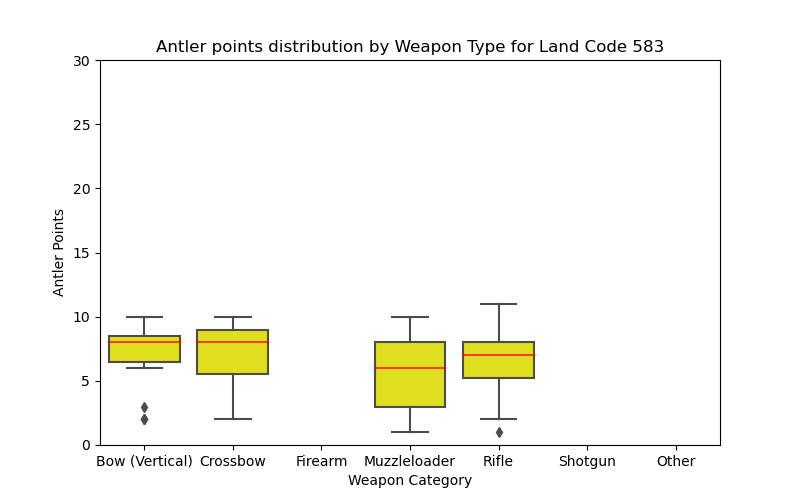 Antler points distribution by Weapon Type for Land Code 583
30
25
20
15
10
5
0
Antler Points
Bow (Vertical) Crossbow Firearm Muzzleloader Rifle Shotgun Other
Weapon Category